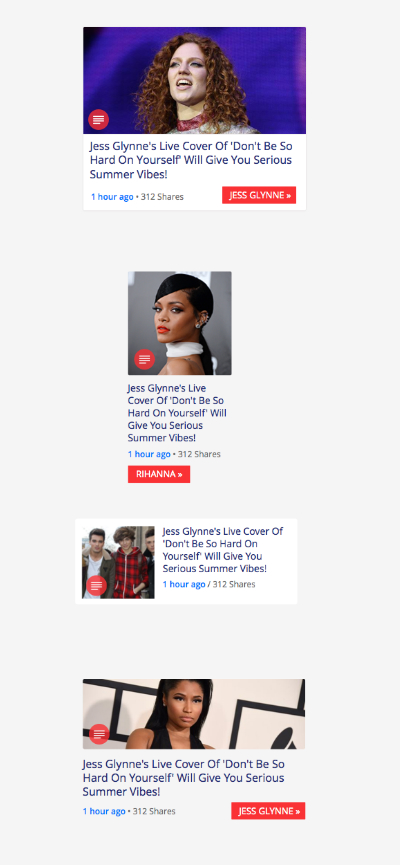 Jess Glynne's Live Cover Of 'Don't Be So
Hard On Yourself' Will Give You Serious
Summer Vibes!
1 hour ago • 312 Shares
JESS GLYNNE »
Jess Glynne's Live
Cover Of 'Don't Be So
Hard On Yourself' Will
Give You Serious
Summer Vibes!
1 hour ago • 312 Shares
RIHANNA »
Jess Glynne's Live Cover Of
'Don't Be So Hard On
Yourself' Will Give You
Serious Summer Vibes!
1 hour ago / 312 Shares
Jess Glynne's Live Cover Of 'Don't Be So
Hard On Yourself' Will Give You Serious
Summer Vibes!
1 hour ago • 312 Shares
JESS GLYNNE »